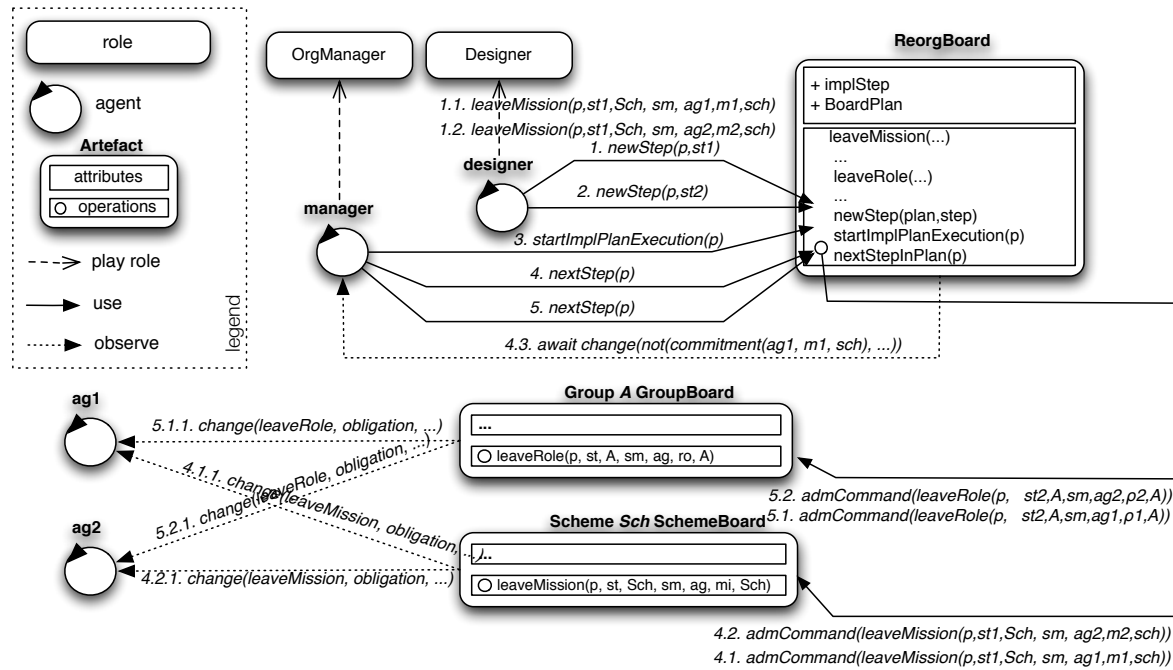 role
agent
Artefact
attributes
operations
play role
use
observe
legend
OrgManager
Designer
1.1. leaveMission(p,st1,Sch, sm, ag1,m1,sch)
1.2. leaveMission(p,st1,Sch, sm, ag2,m2,sch)
designer
1. newStep(p,st1)
2. newStep(p,st2)
manager
3. startImplPlanExecution(p)
4. nextStep(p)
5. nextStep(p)
4.3. await change(not(commitment(ag1, m1, sch), ...))
ReorgBoard
+ implStep
+ BoardPlan
leaveMission(...)
...
leaveRole(...)
...
newStep(plan,step)
startImplPlanExecution(p)
nextStepInPlan(p)
ag1
5.1.1. change(leaveRole, obligation, ...)
4.1.1. change(leaveMission, obligation, ...)
5.2.1. change(leaveRole, obligation, ...)
ag2
4.2.1. change(leaveMission, obligation, ...)
Group A GroupBoard
...
leaveRole(p, st, A, sm, ag, ro, A)
5.2. admCommand(leaveRole(p, st2,A,sm,ag2,ρ2,A))
5.1. admCommand(leaveRole(p, st2,A,sm,ag1,ρ1,A))
Scheme Sch SchemeBoard
...
leaveMission(p, st, Sch, sm, ag, mi, Sch)
4.2. admCommand(leaveMission(p,st1,Sch, sm, ag2,m2,sch))
4.1. admCommand(leaveMission(p,st1,Sch, sm, ag1,m1,sch))